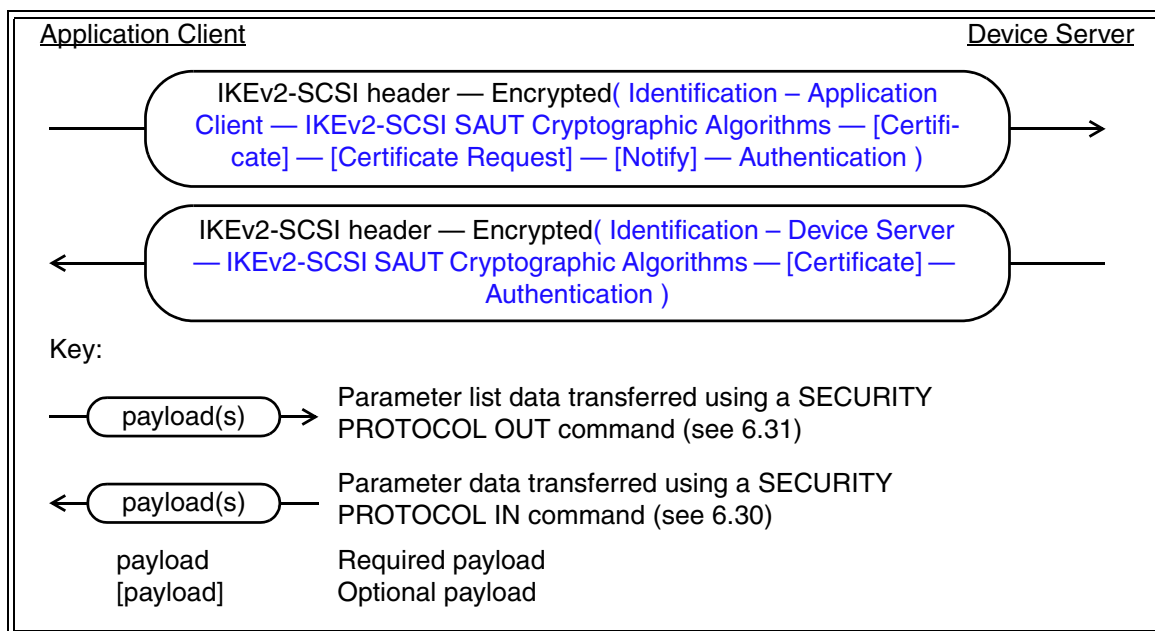 Application Client Device Server
IKEv2-SCSI header — Encrypted( Identification – Application
Client — IKEv2-SCSI SAUT Cryptographic Algorithms — [Certifi-
cate] — [Certificate Request] — [Notify] — Authentication )
IKEv2-SCSI header — Encrypted( Identification – Device Server
— IKEv2-SCSI SAUT Cryptographic Algorithms — [Certificate] —
Authentication )
Key:
payload(s) Parameter list data transferred using a SECURITY
PROTOCOL OUT command (see 6.31)
payload(s) Parameter data transferred using a SECURITY
PROTOCOL IN command (see 6.30)
payload Required payload
[payload] Optional payload